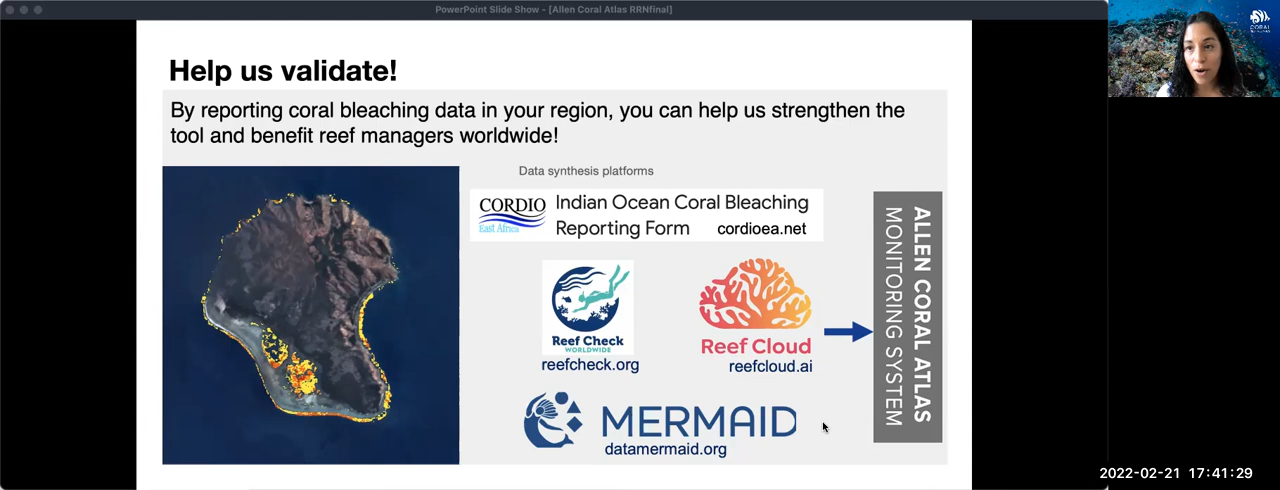 PowerPoint Slide Show - [Allen Coral Atlas RRNfinal]
Help us validate!
By reporting coral bleaching data in your region, you can help us strengthen the
tool and benefit reef managers worldwide!
Data synthesis platforms
CORDIO
East Africa
Indian Ocean Coral Bleaching
Reporting Form cordioea.net
Reef Check
WORLDWIDE
refcheck.org
Reef Cloud
reefcloud.ai
MERMAID
datamermaid.org
ALLEN CORAL ATLAS
MONITORING SYSTEM
CORAL
2022-02-21 17:41:29